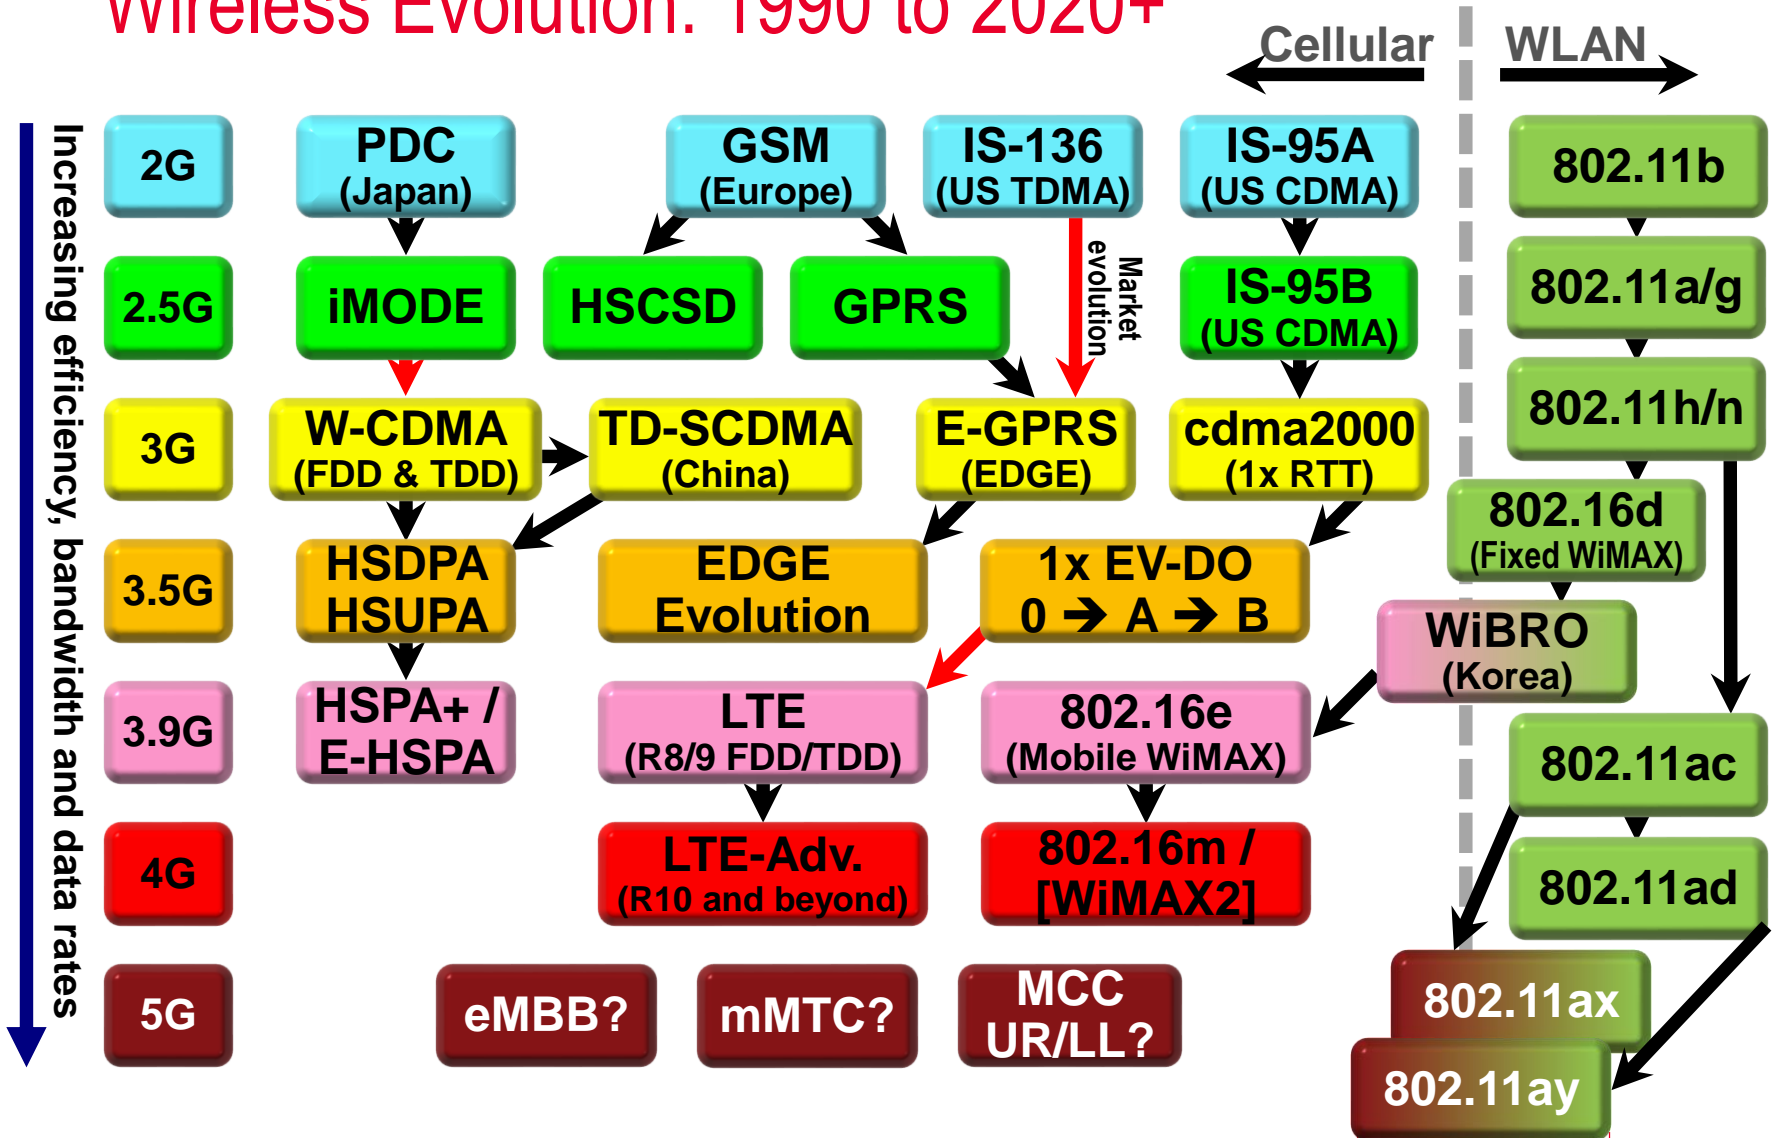 Wireless Evolution: 1990 to 2020+
Cellular
WLAN
Increasing efficiency, bandwidth and data rates
2G
PDC
(Japan)
GSM
(Europe)
IS-136
(US TDMA)
IS-95A
(US CDMA)
802.11b
Market
evolution
2.5G
iMODE
HSCSD
GPRS
IS-95B
(US CDMA)
802.11a/g
3G
W-CDMA
(FDD & TDD)
TD-SCDMA
(China)
E-GPRS
(EDGE)
cdma2000
(1x RTT)
802.11h/n
802.16d
(Fixed WiMAX)
3.5G
HSDPA
HSUPA
EDGE
Evolution
1x EV-DO
0 ➔ A ➔ B
WiBRO
(Korea)
3.9G
HSPA+ /
E-HSPA
LTE
(R8/9 FDD/TDD)
802.16e
(Mobile WiMAX)
802.11ac
4G
LTE-Adv.
(R10 and beyond)
802.16m /
[WiMAX2]
802.11ad
5G
eMBB?
mMTC?
MCC
UR/LL?
802.11ax
802.11ay